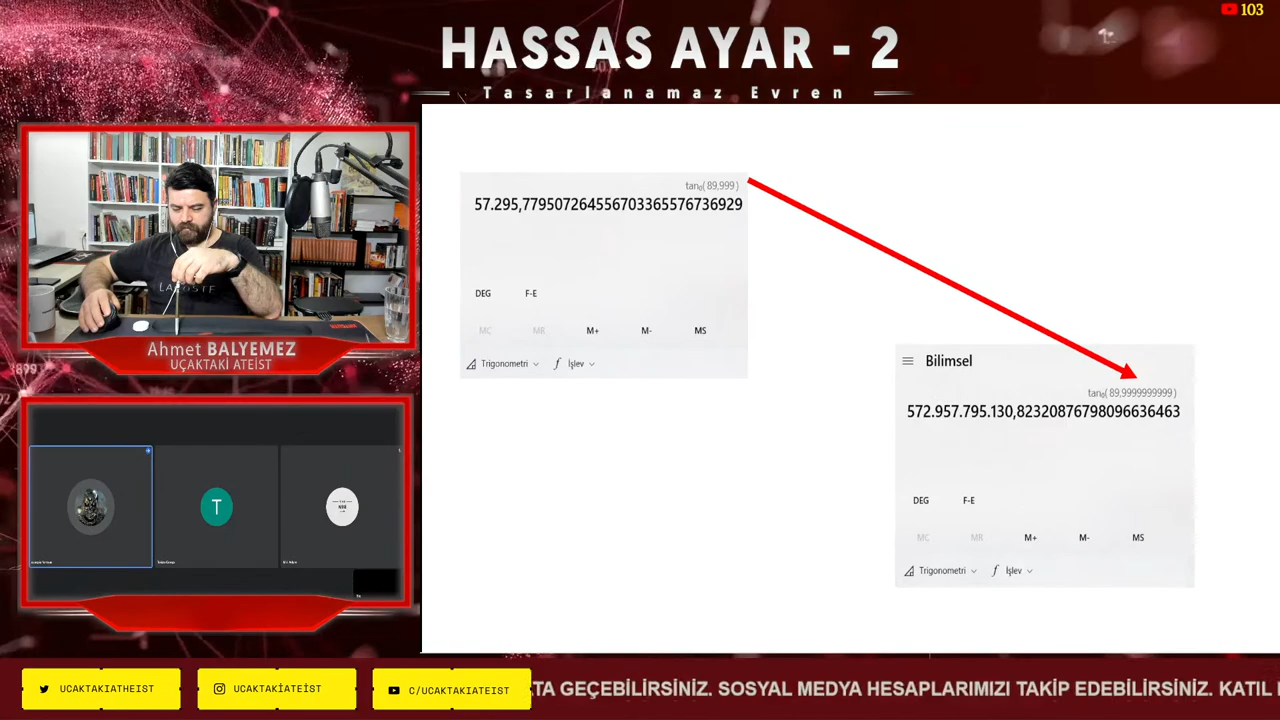 103
HASSAS AYAR - 2
Tasarlanamaz Evren
Ahmet BALYEMEZ
UÇAKTAKİ ATEİST
tan₀( 89,999 )
57.295,779507264556703365576736929
DEG F-E
MC MR M+ M- MS
Trigonometri f İşlev
Bilimsel
tan₀( 89,9999999999 )
572.957.795.130,82320876798096636463
DEG F-E
MC MR M+ M- MS
Trigonometri f İşlev
T
UCAKTAKIATHEIST
UCAKTAKİATEİST
C/UCAKTAKIATEIST
TA GEÇEBİLİRSİNİZ. SOSYAL MEDYA HESAPLARIMIZI TAKİP EDEBİLİRSİNİZ. KATIL